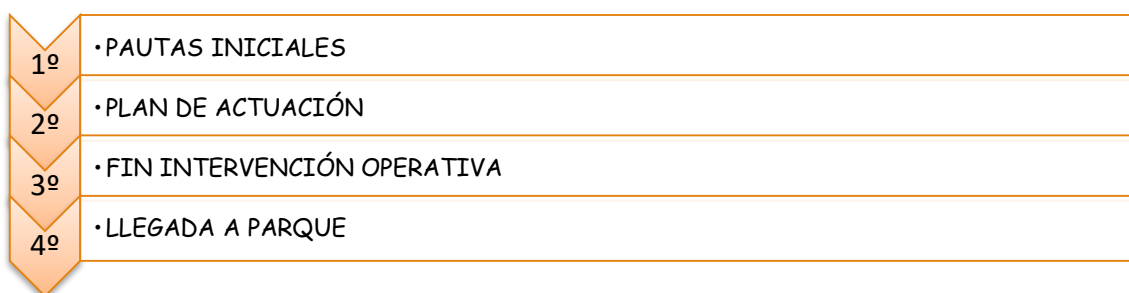 1º
·PAUTAS INICIALES
2º
·PLAN DE ACTUACIÓN
3º
·FIN INTERVENCIÓN OPERATIVA
4º
·LLEGADA A PARQUE